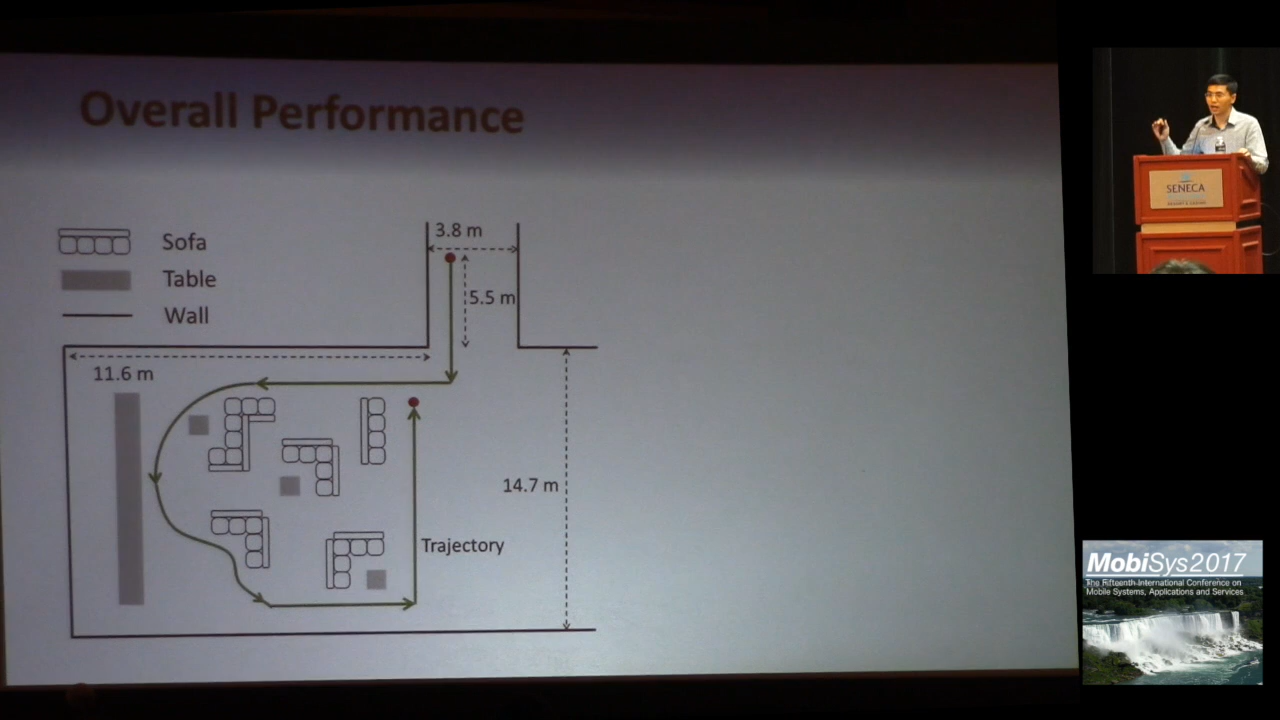 Overall Performance
Sofa
Table
Wall
3.8 m
5.5 m
11.6 m
14.7 m
Trajectory
SENECA
MobiSys2017
The Fifteenth International Conference on
Mobile Systems, Applications and Services